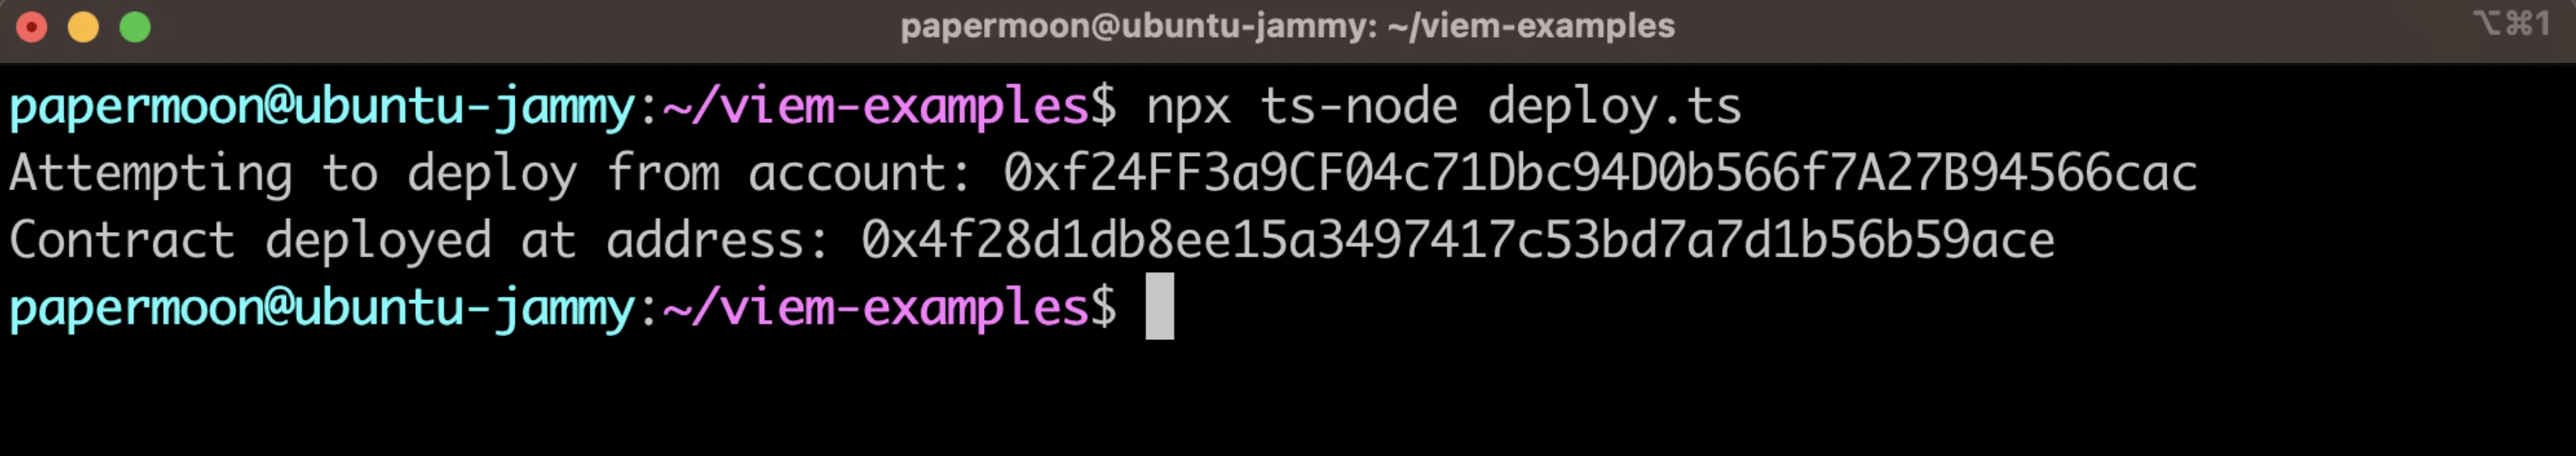 papermoon@ubuntu-jammy: ~/viem-examples
⌥⌘1
papermoon@ubuntu-jammy:~/viem-examples$ npx ts-node deploy.ts
Attempting to deploy from account: 0xf24FF3a9CF04c71Dbc94D0b566f7A27B94566cac
Contract deployed at address: 0x4f28d1db8ee15a3497417c53bd7a7d1b56b59ace
papermoon@ubuntu-jammy:~/viem-examples$